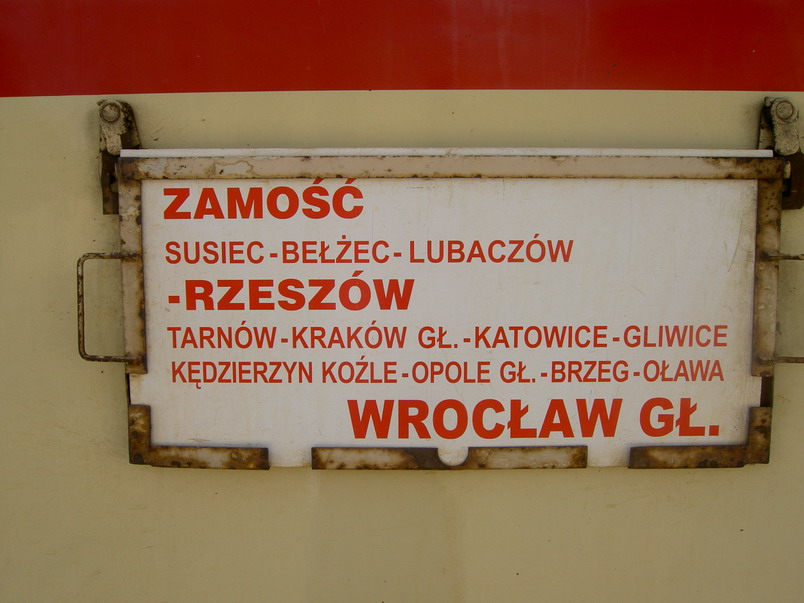 ZAMOŚĆ
SUSIEC-BEŁŻEC-LUBACZÓW
-RZESZÓW
TARNÓW-KRAKÓW GŁ.-KATOWICE-GLIWICE
KĘDZIERZYN KOŹLE-OPOLE GŁ.-BRZEG-OŁAWA
WROCŁAW GŁ.